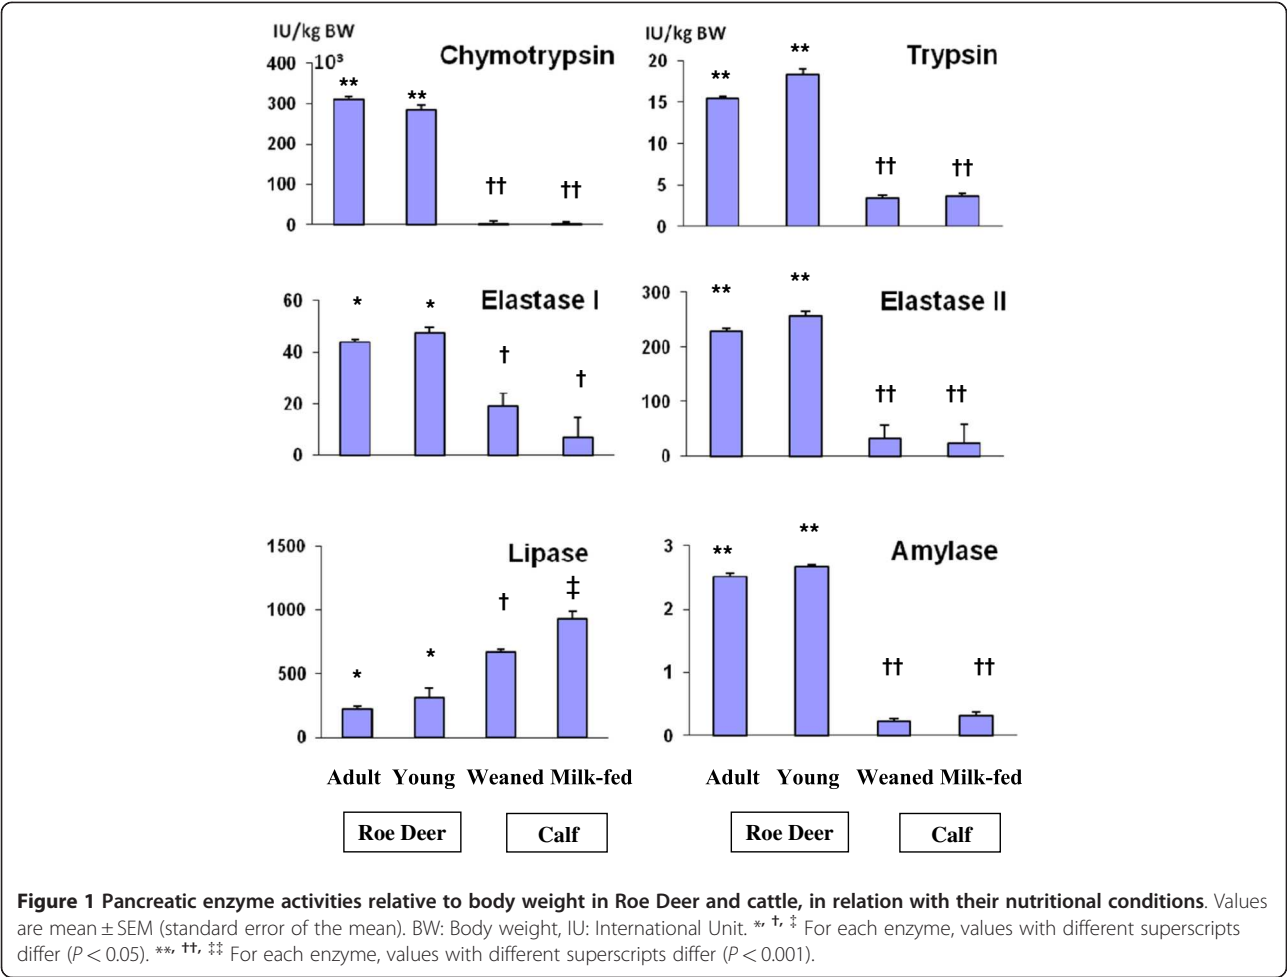 IU/kg BW
Chymotrypsin
400 10³
300
200
100
0
** ** †† ††
IU/kg BW
Trypsin
20
15
10
5
0
** ** †† ††
Elastase I
60
40
20
0
* * † †
Elastase II
300
200
100
0
** ** †† ††
Lipase
1500
1000
500
0
* * † ‡
Amylase
3
2
1
0
** ** †† ††
Adult Young Weaned Milk-fed
Roe Deer Calf
Adult Young Weaned Milk-fed
Roe Deer Calf
Figure 1 Pancreatic enzyme activities relative to body weight in Roe Deer and cattle, in relation with their nutritional conditions. Values
are mean ± SEM (standard error of the mean). BW: Body weight, IU: International Unit. *, †, ‡ For each enzyme, values with different superscripts
differ (P < 0.05). **, ††, ‡‡ For each enzyme, values with different superscripts differ (P < 0.001).